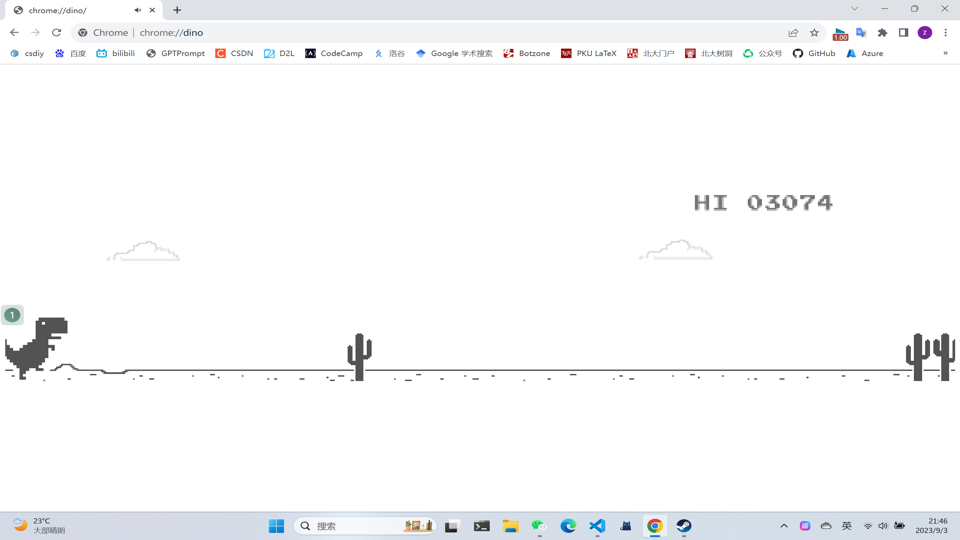 chrome://dino/
Chrome | chrome://dino
1.00
z
csdiy 百度 bilibili GPTPrompt CSDN D2L CodeCamp 洛谷 Google 学术搜索 Botzone PKU LaTeX 北大门户 北大树洞 公众号 GitHub Azure »
HI 03074
1
23°C
大部晴朗
搜索
英
21:46
2023/9/3